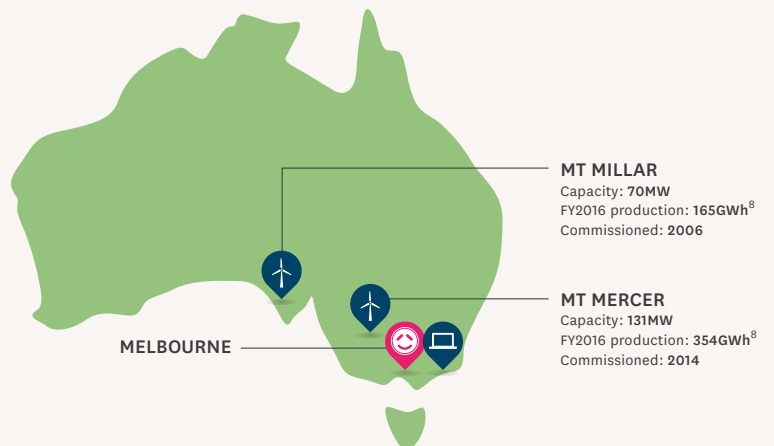 MT MILLAR
Capacity: 70MW
FY2016 production: 165GWh⁸
Commissioned: 2006
MT MERCER
Capacity: 131MW
FY2016 production: 354GWh⁸
Commissioned: 2014
MELBOURNE